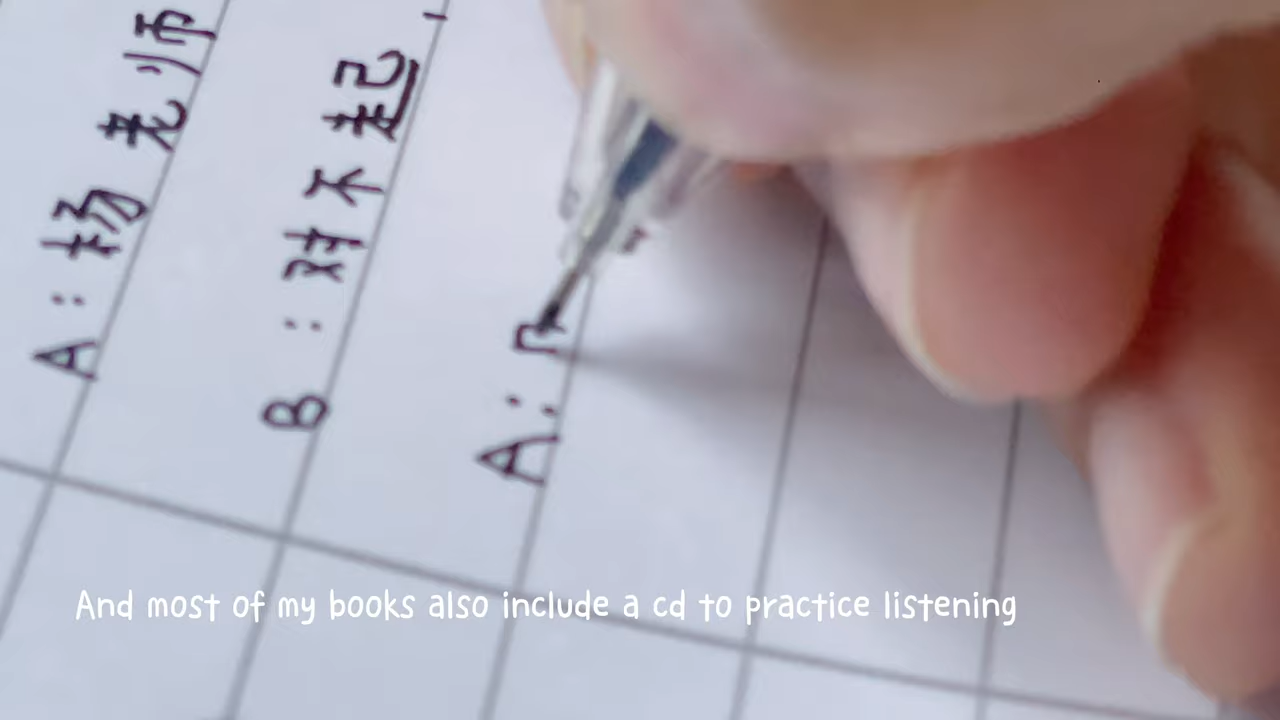 A：杨老师
B：对不起
A：
And most of my books also include a cd to practice listening